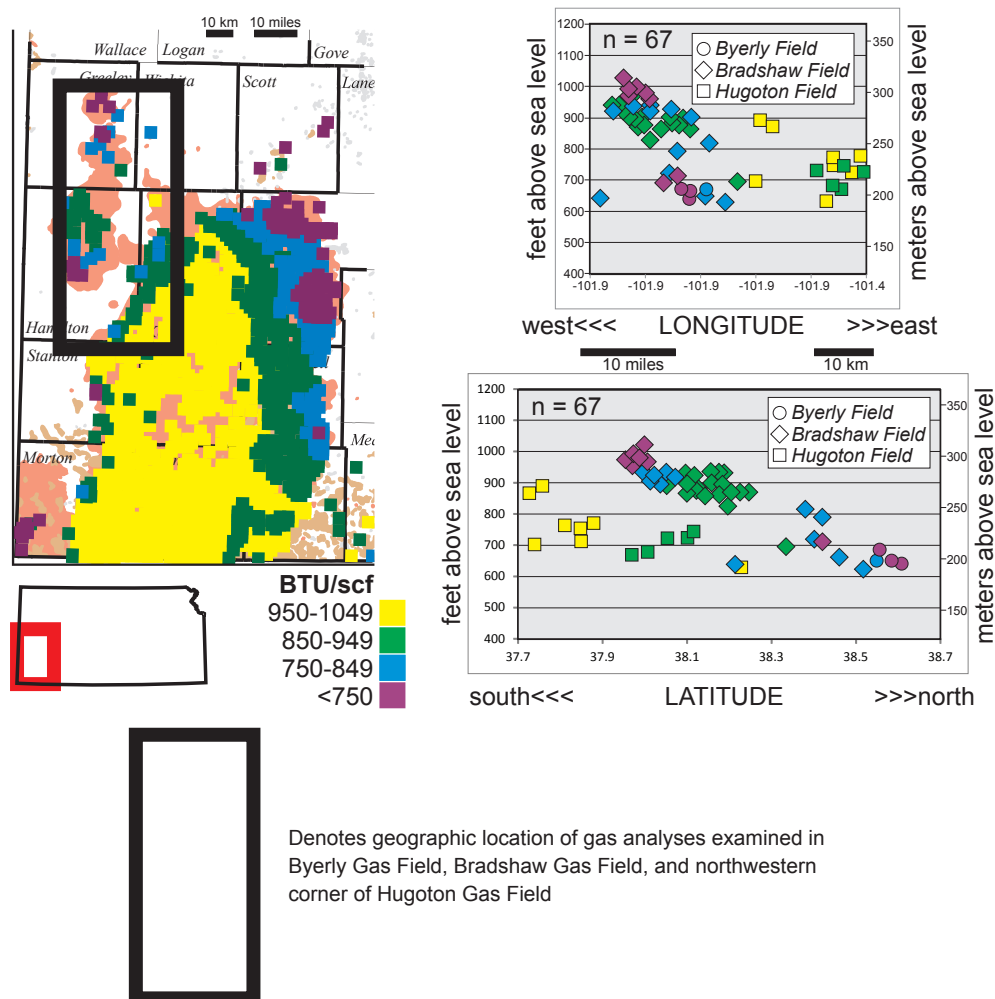 10 km 10 miles
Wallace Logan Gove
Greeley Wichita Scott Lane
Hamilton
Stanton
Morton
BTU/scf
950-1049
850-949
750-849
<750
1200
1100
1000
900
800
700
600
500
400
feet above sea level
n = 67
Byerly Field
Bradshaw Field
Hugoton Field
350
300
250
200
150
meters above sea level
-101.9 -101.9 -101.9 -101.9 -101.9 -101.4
west<<< LONGITUDE >>>east
10 miles 10 km
1200
1100
1000
900
800
700
600
500
400
feet above sea level
n = 67
Byerly Field
Bradshaw Field
Hugoton Field
350
300
250
200
150
meters above sea level
37.7 37.9 38.1 38.3 38.5 38.7
south<<< LATITUDE >>>north
Denotes geographic location of gas analyses examined in
Byerly Gas Field, Bradshaw Gas Field, and northwestern
corner of Hugoton Gas Field